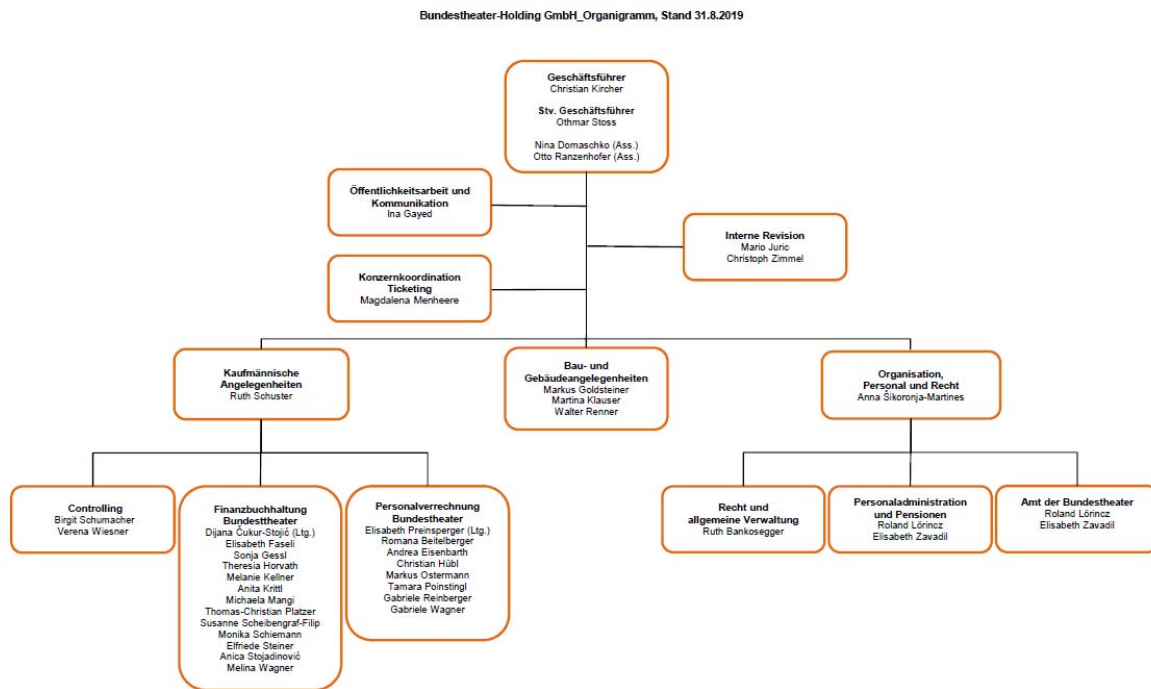 Bundestheater-Holding GmbH_Organigramm, Stand 31.8.2019
Geschäftsführer
Christian Kircher
Stv. Geschäftsführer
Othmar Stoss
Nina Domaschko (Ass.)
Otto Ranzenhofer (Ass.)
Öffentlichkeitsarbeit und
Kommunikation
Ina Gayed
Interne Revision
Mario Juric
Christoph Zimmel
Konzernkoordination
Ticketing
Magdalena Menheere
Kaufmännische
Angelegenheiten
Ruth Schuster
Bau- und
Gebäudeangelegenheiten
Markus Goldsteiner
Martina Klauser
Walter Renner
Organisation,
Personal und Recht
Anna Šikoronja-Martines
Controlling
Birgit Schumacher
Verena Wiesner
Finanzbuchhaltung
Bundesttheater
Dijana Čukur-Stojić (Ltg.)
Elisabeth Faseli
Sonja Gessl
Theresia Horvath
Melanie Kellner
Anita Krittl
Michaela Mangi
Thomas-Christian Platzer
Susanne Scheibengraf-Filip
Monika Schiemann
Elfriede Steiner
Anica Stojadinović
Melina Wagner
Personalverrechnung
Bundestheater
Elisabeth Preinsperger (Ltg.)
Romana Beitelberger
Andrea Eisenbarth
Christian Hübl
Markus Ostermann
Tamara Poinstingl
Gabriele Reinberger
Gabriele Wagner
Recht und
allgemeine Verwaltung
Ruth Bankosegger
Personaladministration
und Pensionen
Roland Lörincz
Elisabeth Zavadil
Amt der Bundestheater
Roland Lörincz
Elisabeth Zavadil